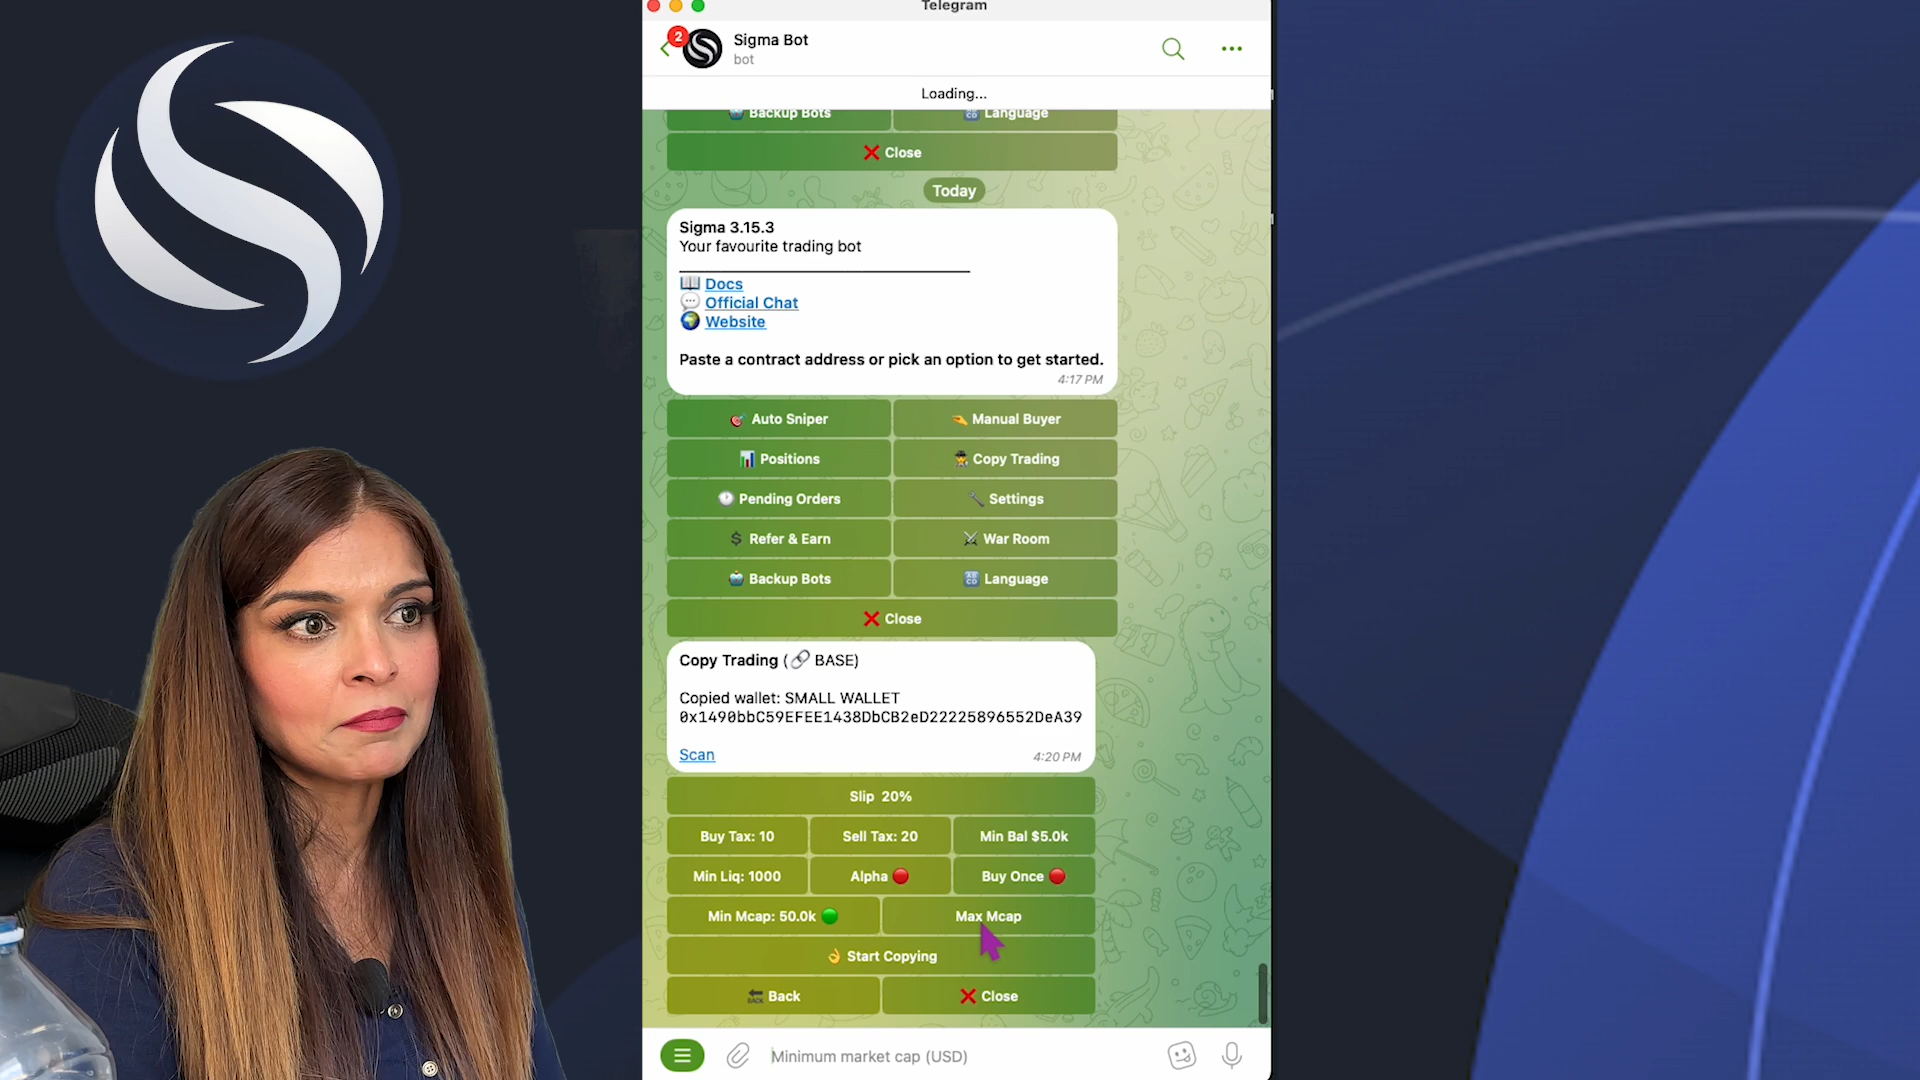 Telegram
2
Sigma Bot
bot
Loading...
Backup Bots
Language
Close
Today
Sigma 3.15.3
Your favourite trading bot
Docs
Official Chat
Website
Paste a contract address or pick an option to get started.
4:17 PM
Auto Sniper
Manual Buyer
Positions
Copy Trading
Pending Orders
Settings
Refer & Earn
War Room
Backup Bots
Language
Close
Copy Trading (🔗 BASE)
Copied wallet: SMALL WALLET
0x1490bbC59EFEE1438DbCB2eD22225896552DeA39
Scan
4:20 PM
Slip 20%
Buy Tax: 10
Sell Tax: 20
Min Bal $5.0k
Min Liq: 1000
Alpha 🔴
Buy Once 🔴
Min Mcap: 50.0k 🟢
Max Mcap
Start Copying
Back
Close
Minimum market cap (USD)